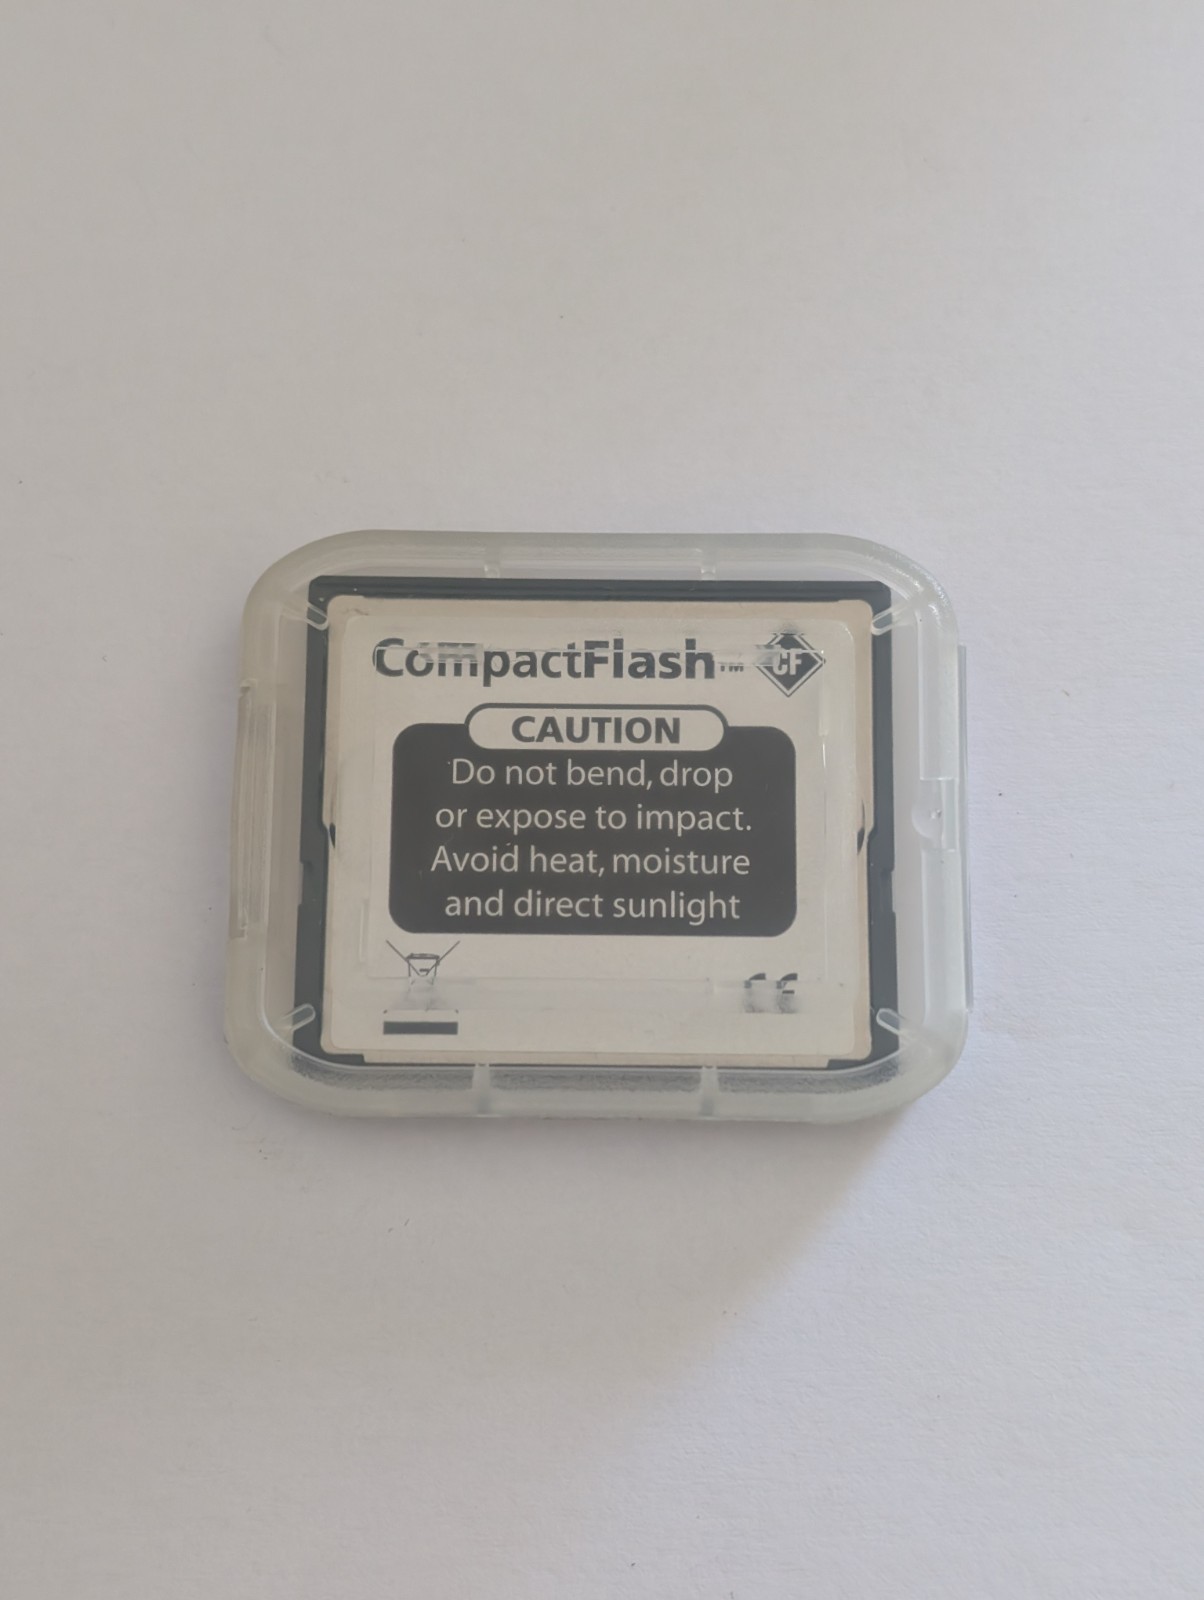 CompactFlash™ CF
CAUTION
Do not bend, drop
or expose to impact.
Avoid heat, moisture
and direct sunlight
CE